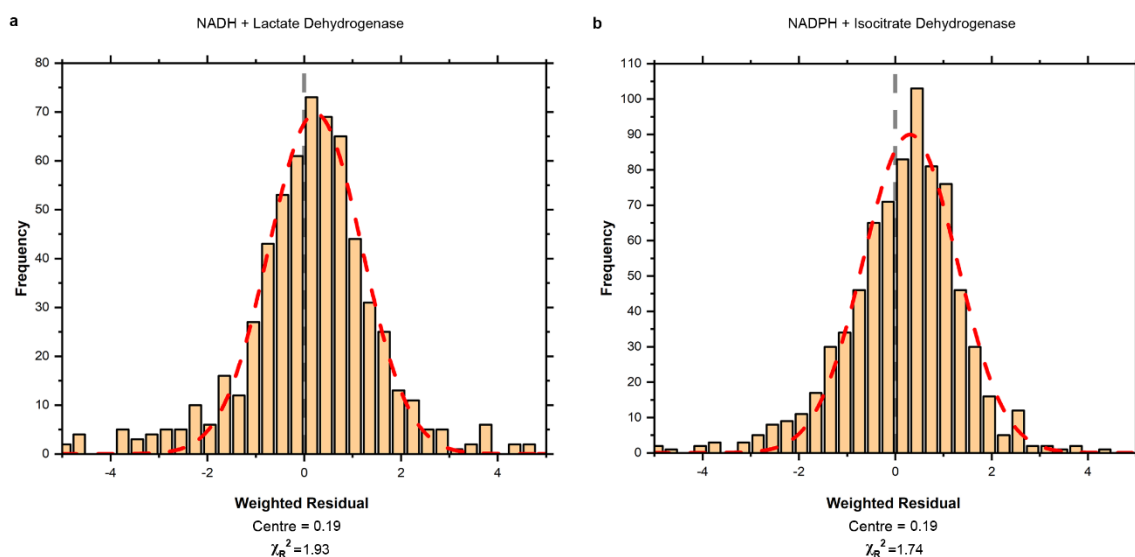 a
NADH + Lactate Dehydrogenase
80
70
60
50
40
30
20
10
0
Frequency
-4
-2
0
2
4
Weighted Residual
Centre = 0.19
χR² =1.93
b
NADPH + Isocitrate Dehydrogenase
110
100
90
80
70
60
50
40
30
20
10
0
Frequency
-4
-2
0
2
4
Weighted Residual
Centre = 0.19
χR² =1.74